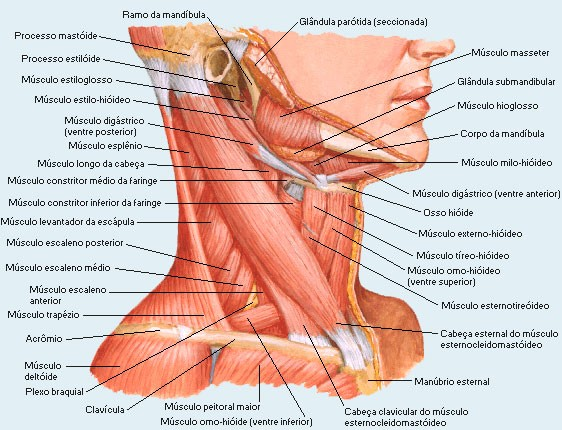 Ramo da mandíbula
Processo mastóide
Processo estilóide
Músculo estiloglosso
Músculo estilo-hióideo
Músculo digástrico
(ventre posterior)
Músculo esplênio
Músculo longo da cabeça
Músculo constritor médio da faringe
Músculo constritor inferior da faringe
Músculo levantador da escápula
Músculo escaleno posterior
Músculo escaleno médio
Músculo escaleno
anterior
Músculo trapézio
Acrômio
Músculo
deltóide
Plexo braquial
Clavícula
Músculo peitoral maior
Músculo omo-hióide (ventre inferior)
Glândula parótida (seccionada)
Músculo masseter
Glândula submandibular
Músculo hioglosso
Corpo da mandíbula
Músculo milo-hióideo
Músculo digástrico (ventre anterior)
Osso hióide
Músculo externo-hióideo
Músculo tíreo-hióideo
Músculo omo-hióideo
(ventre superior)
Músculo esternotireóideo
Cabeça esternal do músculo
esternocleidomastóideo
Manúbrio esternal
Cabeça clavicular do músculo
esternocleidomastóideo